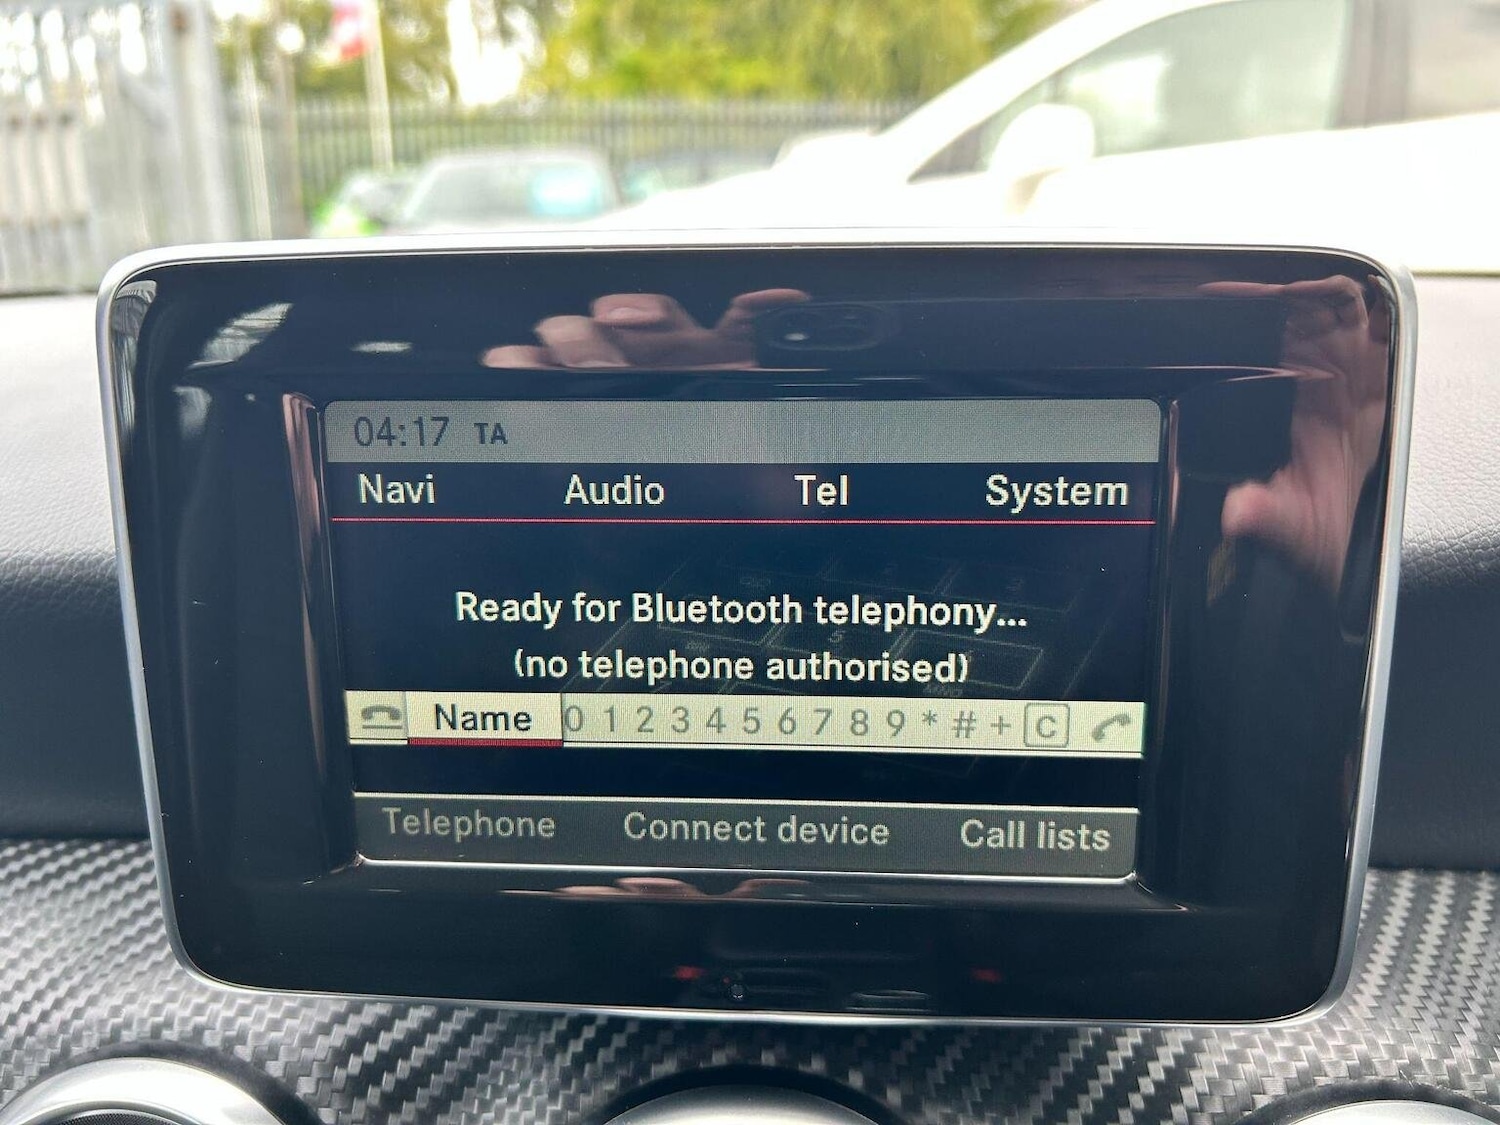 04:17 TA
Navi Audio Tel System
Ready for Bluetooth telephony...
(no telephone authorised)
Name 0 1 2 3 4 5 6 7 8 9 * # + C
Telephone Connect device Call lists